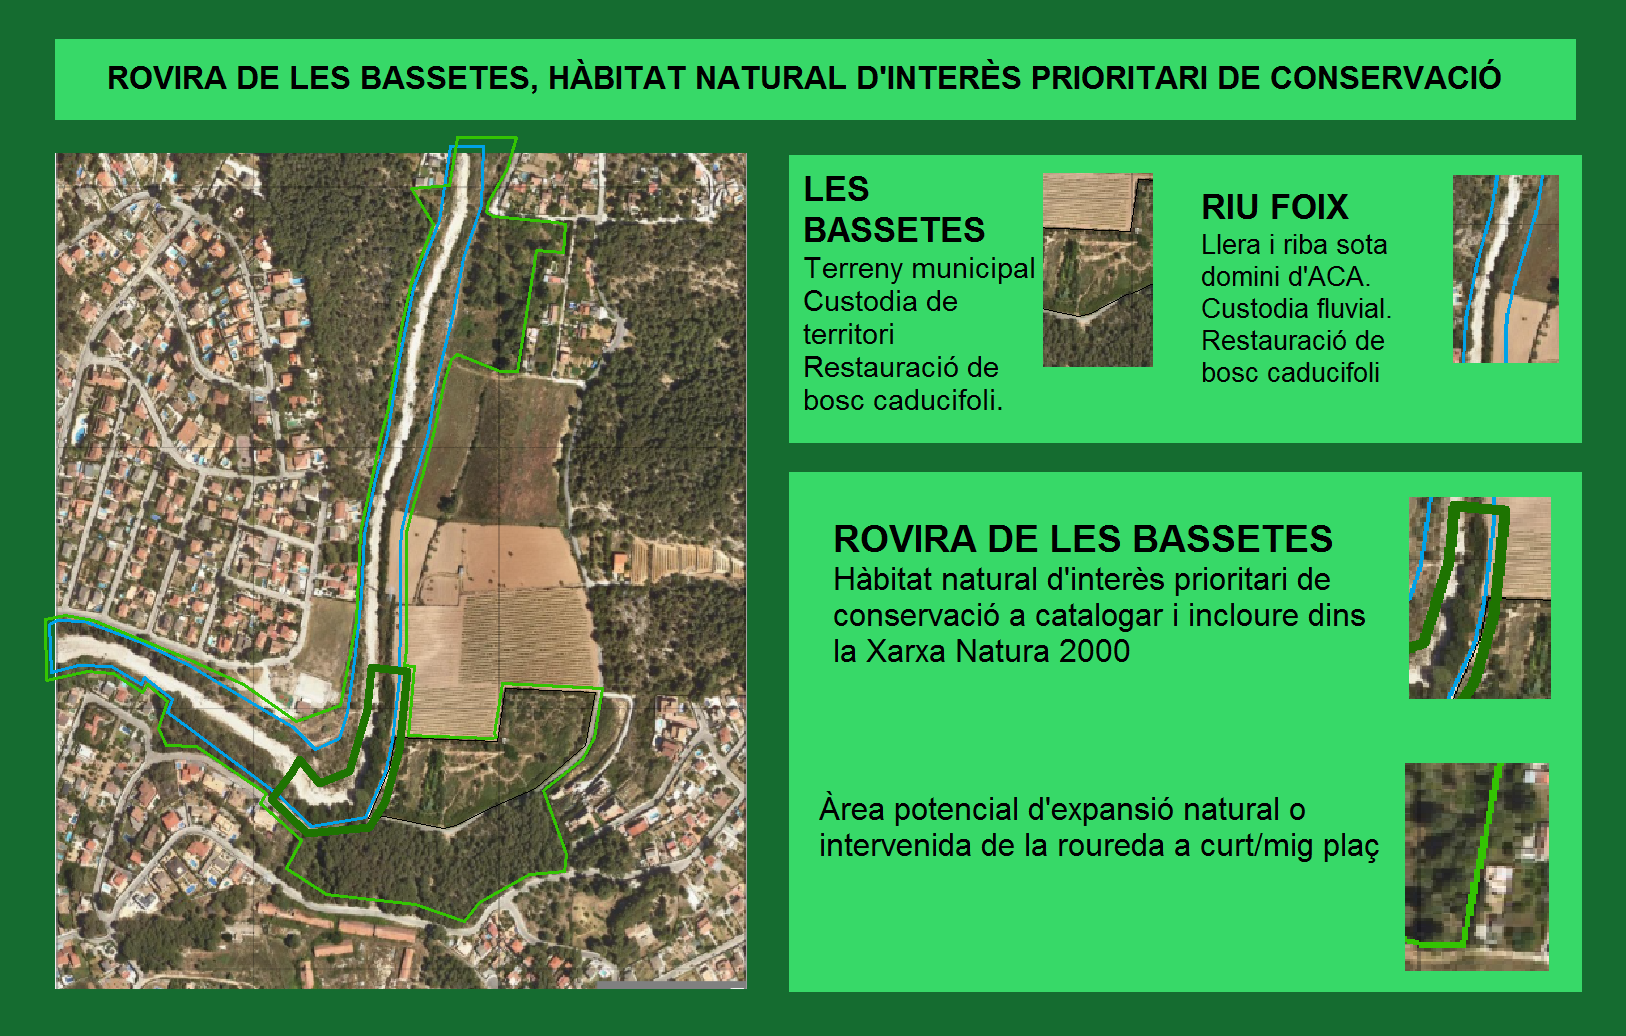 ROVIRA DE LES BASSETES, HÀBITAT NATURAL D'INTERÈS PRIORITARI DE CONSERVACIÓ
LES
BASSETES
Terreny municipal
Custodia de
territori
Restauració de
bosc caducifoli.
RIU FOIX
Llera i riba sota
domini d'ACA.
Custodia fluvial.
Restauració de
bosc caducifoli
ROVIRA DE LES BASSETES
Hàbitat natural d'interès prioritari de
conservació a catalogar i incloure dins
la Xarxa Natura 2000
Àrea potencial d'expansió natural o
intervenida de la roureda a curt/mig plaç